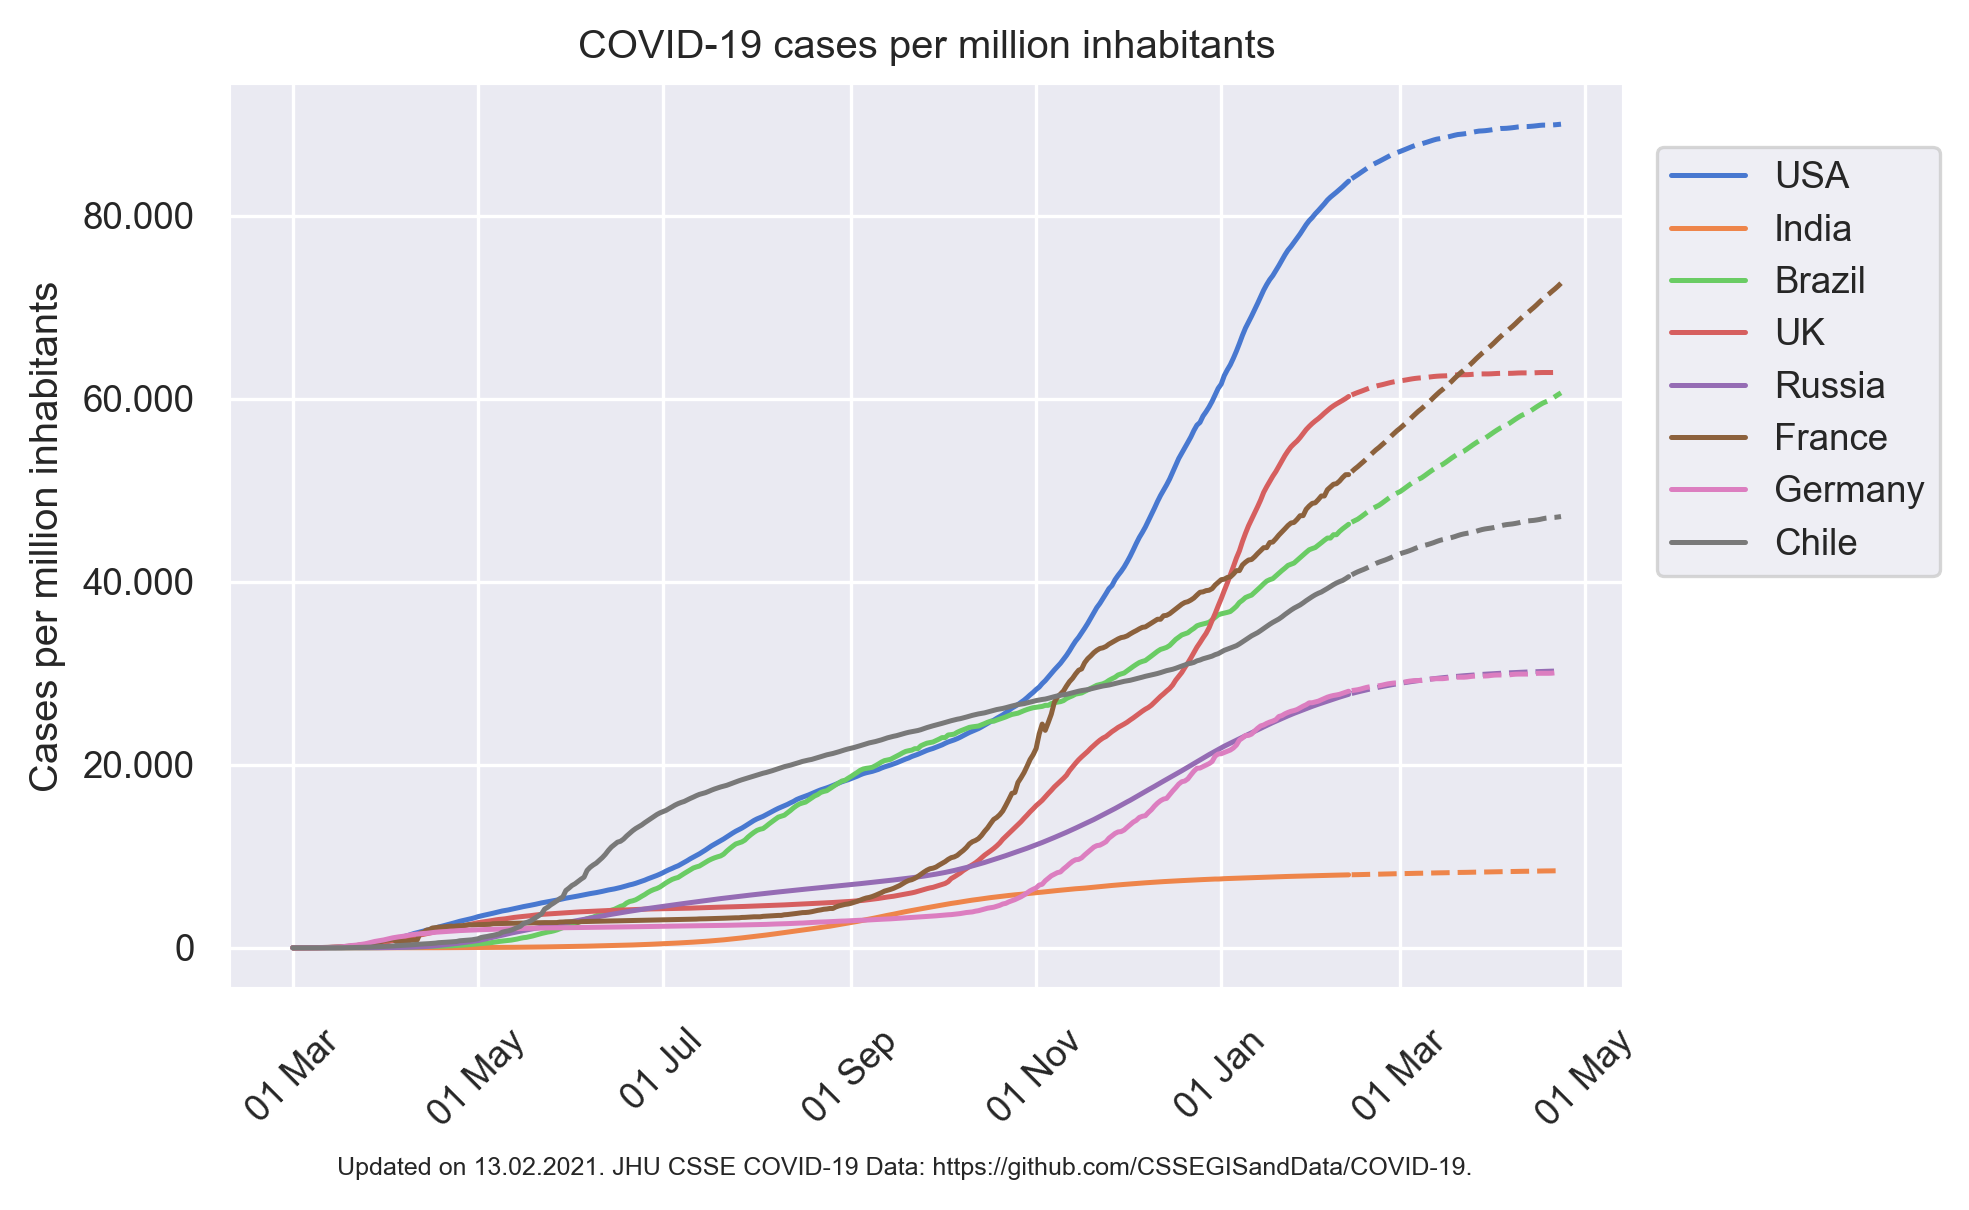 COVID-19 cases per million inhabitants
Cases per million inhabitants
80.000
60.000
40.000
20.000
0
01 Mar
01 May
01 Jul
01 Sep
01 Nov
01 Jan
01 Mar
01 May
USA
India
Brazil
UK
Russia
France
Germany
Chile
Updated on 13.02.2021. JHU CSSE COVID-19 Data: https://github.com/CSSEGISandData/COVID-19.